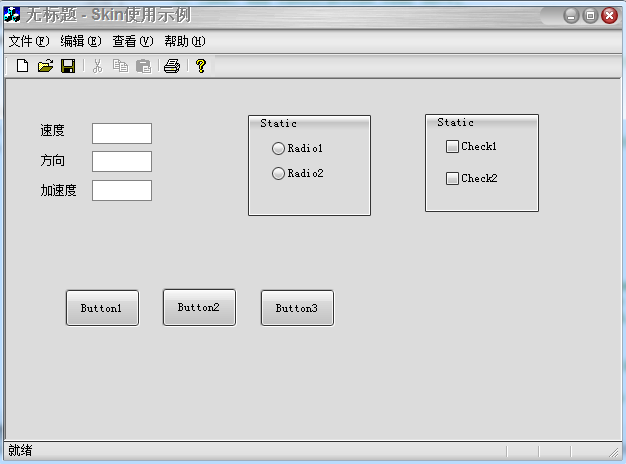 无标题 - Skin使用示例
文件(F) 编辑(E) 查看(V) 帮助(H)
速度
方向
加速度
Static
Radio1
Radio2
Static
Check1
Check2
Button1 Button2 Button3
就绪